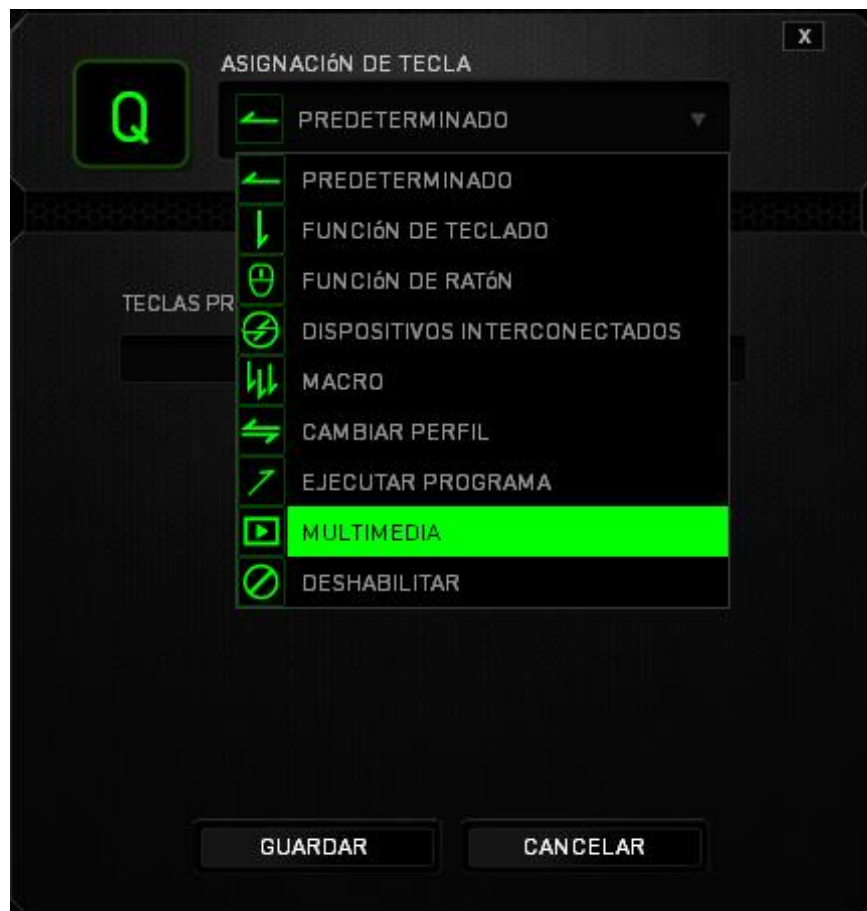 X
ASIGNACIóN DE TECLA
Q
PREDETERMINADO
PREDETERMINADO
FUNCIóN DE TECLADO
FUNCIóN DE RATóN
TECLAS PR
DISPOSITIVOS INTERCONECTADOS
MACRO
CAMBIAR PERFIL
EJECUTAR PROGRAMA
MULTIMEDIA
DESHABILITAR
GUARDAR
CANCELAR